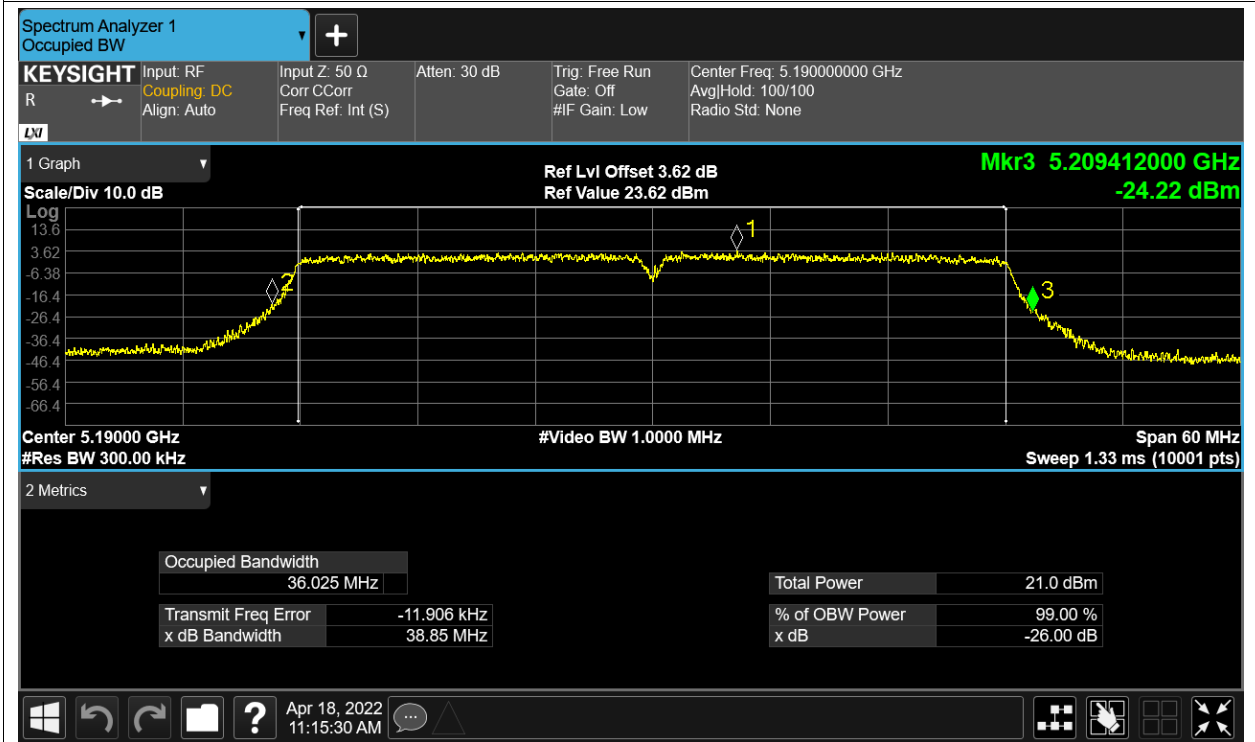 Spectrum Analyzer 1
Occupied BW
+
KEYSIGHT
R
LXI
Input: RF
Coupling: DC
Align: Auto
Input Z: 50 Ω
Corr CCorr
Freq Ref: Int (S)
Atten: 30 dB
Trig: Free Run
Gate: Off
#IF Gain: Low
Center Freq: 5.190000000 GHz
Avg|Hold: 100/100
Radio Std: None
1 Graph
Scale/Div 10.0 dB
Ref Lvl Offset 3.62 dB
Ref Value 23.62 dBm
Mkr3 5.209412000 GHz
-24.22 dBm
Log
13.6
3.62
-6.38
-16.4
-26.4
-36.4
-46.4
-56.4
-66.4
1
2
3
Center 5.19000 GHz
#Res BW 300.00 kHz
#Video BW 1.0000 MHz
Span 60 MHz
Sweep 1.33 ms (10001 pts)
2 Metrics
Occupied Bandwidth
36.025 MHz
Transmit Freq Error -11.906 kHz
x dB Bandwidth 38.85 MHz
Total Power 21.0 dBm
% of OBW Power 99.00 %
x dB -26.00 dB
?
Apr 18, 2022
11:15:30 AM